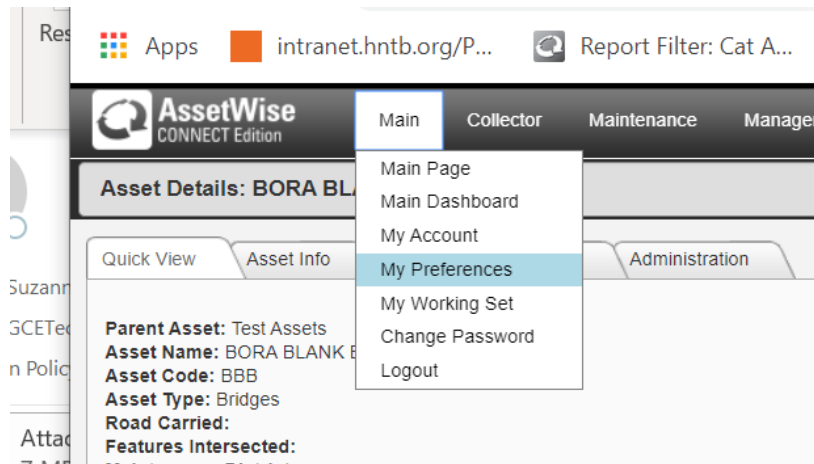 Res
Apps intranet.hntb.org/P... Report Filter: Cat A...
AssetWise
CONNECT Edition
Main Collector Maintenance Manage
Asset Details: BORA BL
Main Page
Main Dashboard
My Account
My Preferences
My Working Set
Change Password
Logout
Quick View Asset Info Administration
Suzann
GCETec
n Polic
Attac
Parent Asset: Test Assets
Asset Name: BORA BLANK
Asset Code: BBB
Asset Type: Bridges
Road Carried:
Features Intersected: